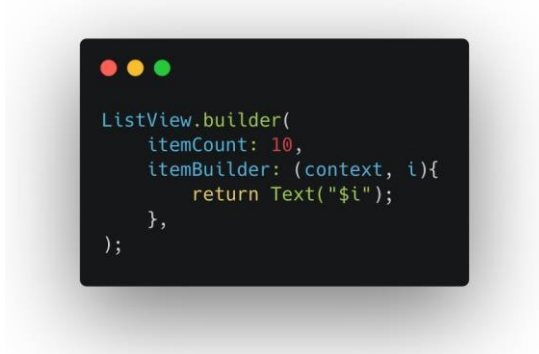 ListView.builder(
    itemCount: 10,
    itemBuilder: (context, i){
        return Text("$i");
    },
);